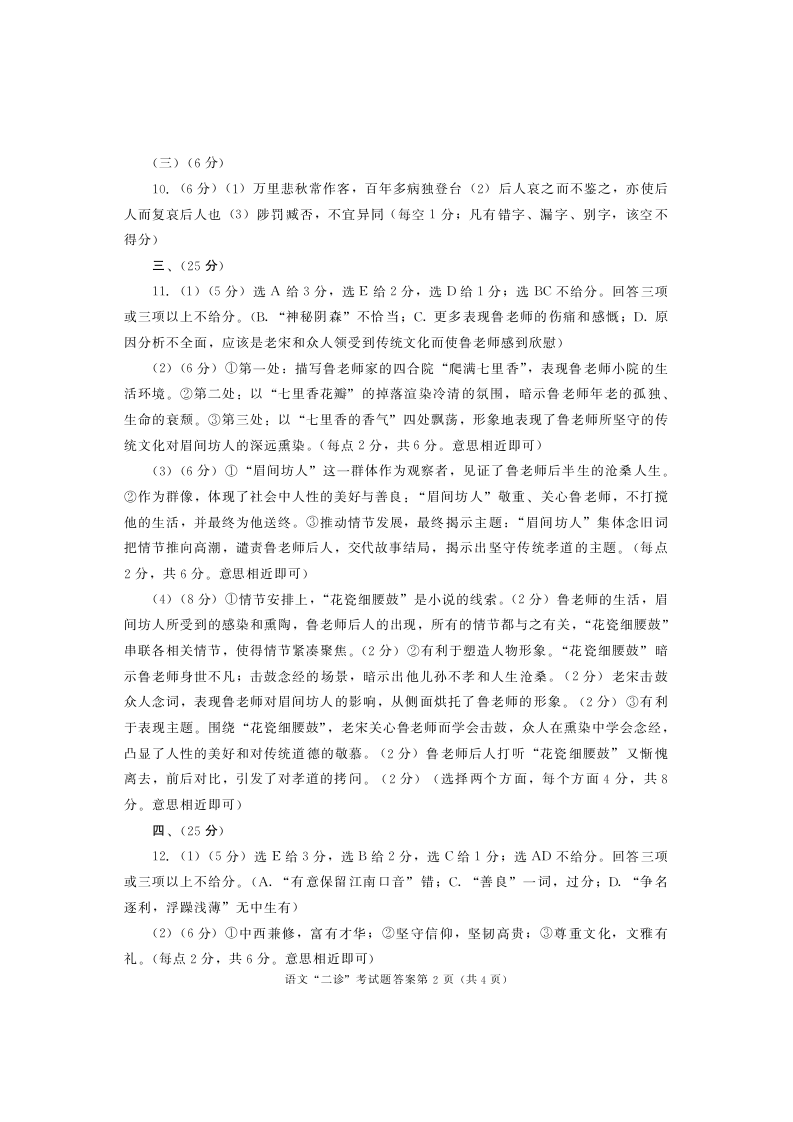 （三）（6 分）
10.（6 分）（1）万里悲秋常作客，百年多病独登台（2）后人哀之而不鉴之，亦使后
人而复哀后人也（3）陟罚臧否，不宜异同（每空 1 分；凡有错字、漏字、别字，该空不
得分）
三、（25 分）
11.（1）（5 分）选 A 给 3 分，选 E 给 2 分，选 D 给 1 分；选 BC 不给分。回答三项
或三项以上不给分。（B. “神秘阴森”不恰当；C. 更多表现鲁老师的伤痛和感慨；D. 原
因分析不全面，应该是老宋和众人领受到传统文化而使鲁老师感到欣慰）
（2）（6 分）①第一处：描写鲁老师家的四合院“爬满七里香”，表现鲁老师小院的生
活环境。②第二处：以“七里香花瓣”的掉落渲染冷清的氛围，暗示鲁老师年老的孤独、
生命的衰颓。③第三处：以“七里香的香气”四处飘荡，形象地表现了鲁老师所坚守的传
统文化对眉间坊人的深远熏染。（每点 2 分，共 6 分。意思相近即可）
（3）（6 分）①“眉间坊人”这一群体作为观察者，见证了鲁老师后半生的沧桑人生。
②作为群像，体现了社会中人性的美好与善良；“眉间坊人”敬重、关心鲁老师，不打搅
他的生活，并最终为他送终。③推动情节发展，最终揭示主题：“眉间坊人”集体念旧词
把情节推向高潮，谴责鲁老师后人，交代故事结局，揭示出坚守传统孝道的主题。（每点
2 分，共 6 分。意思相近即可）
（4）（8 分）①情节安排上，“花瓷细腰鼓”是小说的线索。（2 分）鲁老师的生活，眉
间坊人所受到的感染和熏陶，鲁老师后人的出现，所有的情节都与之有关，“花瓷细腰鼓”
串联各相关情节，使得情节紧凑聚焦。（2 分）②有利于塑造人物形象。“花瓷细腰鼓”暗
示鲁老师身世不凡；击鼓念经的场景，暗示出他儿孙不孝和人生沧桑。（2 分）老宋击鼓
众人念词，表现鲁老师对眉间坊人的影响，从侧面烘托了鲁老师的形象。（2 分）③有利
于表现主题。围绕“花瓷细腰鼓”，老宋关心鲁老师而学会击鼓，众人在熏染中学会念经，
凸显了人性的美好和对传统道德的敬慕。（2 分）鲁老师后人打听“花瓷细腰鼓”又惭愧
离去，前后对比，引发了对孝道的拷问。（2 分）（选择两个方面，每个方面 4 分，共 8
分。意思相近即可）
四、（25 分）
12.（1）（5 分）选 E 给 3 分，选 B 给 2 分，选 C 给 1 分；选 AD 不给分。回答三项
或三项以上不给分。（A. “有意保留江南口音”错；C. “善良”一词，过分；D. “争名
逐利，浮躁浅薄”无中生有）
（2）（6 分）①中西兼修，富有才华；②坚守信仰，坚韧高贵；③尊重文化，文雅有
礼。（每点 2 分，共 6 分。意思相近即可）
语文“二诊”考试题答案第 2 页（共 4 页）